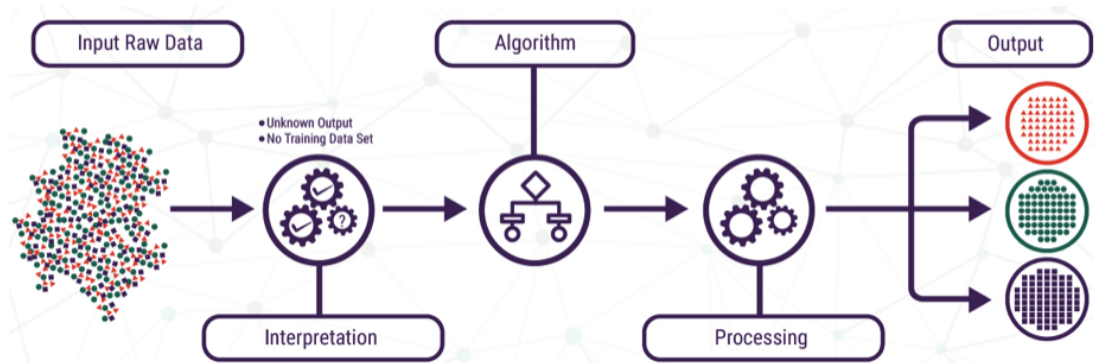 Input Raw Data
Algorithm
Output
• Unknown Output
• No Training Data Set
?
Interpretation
Processing